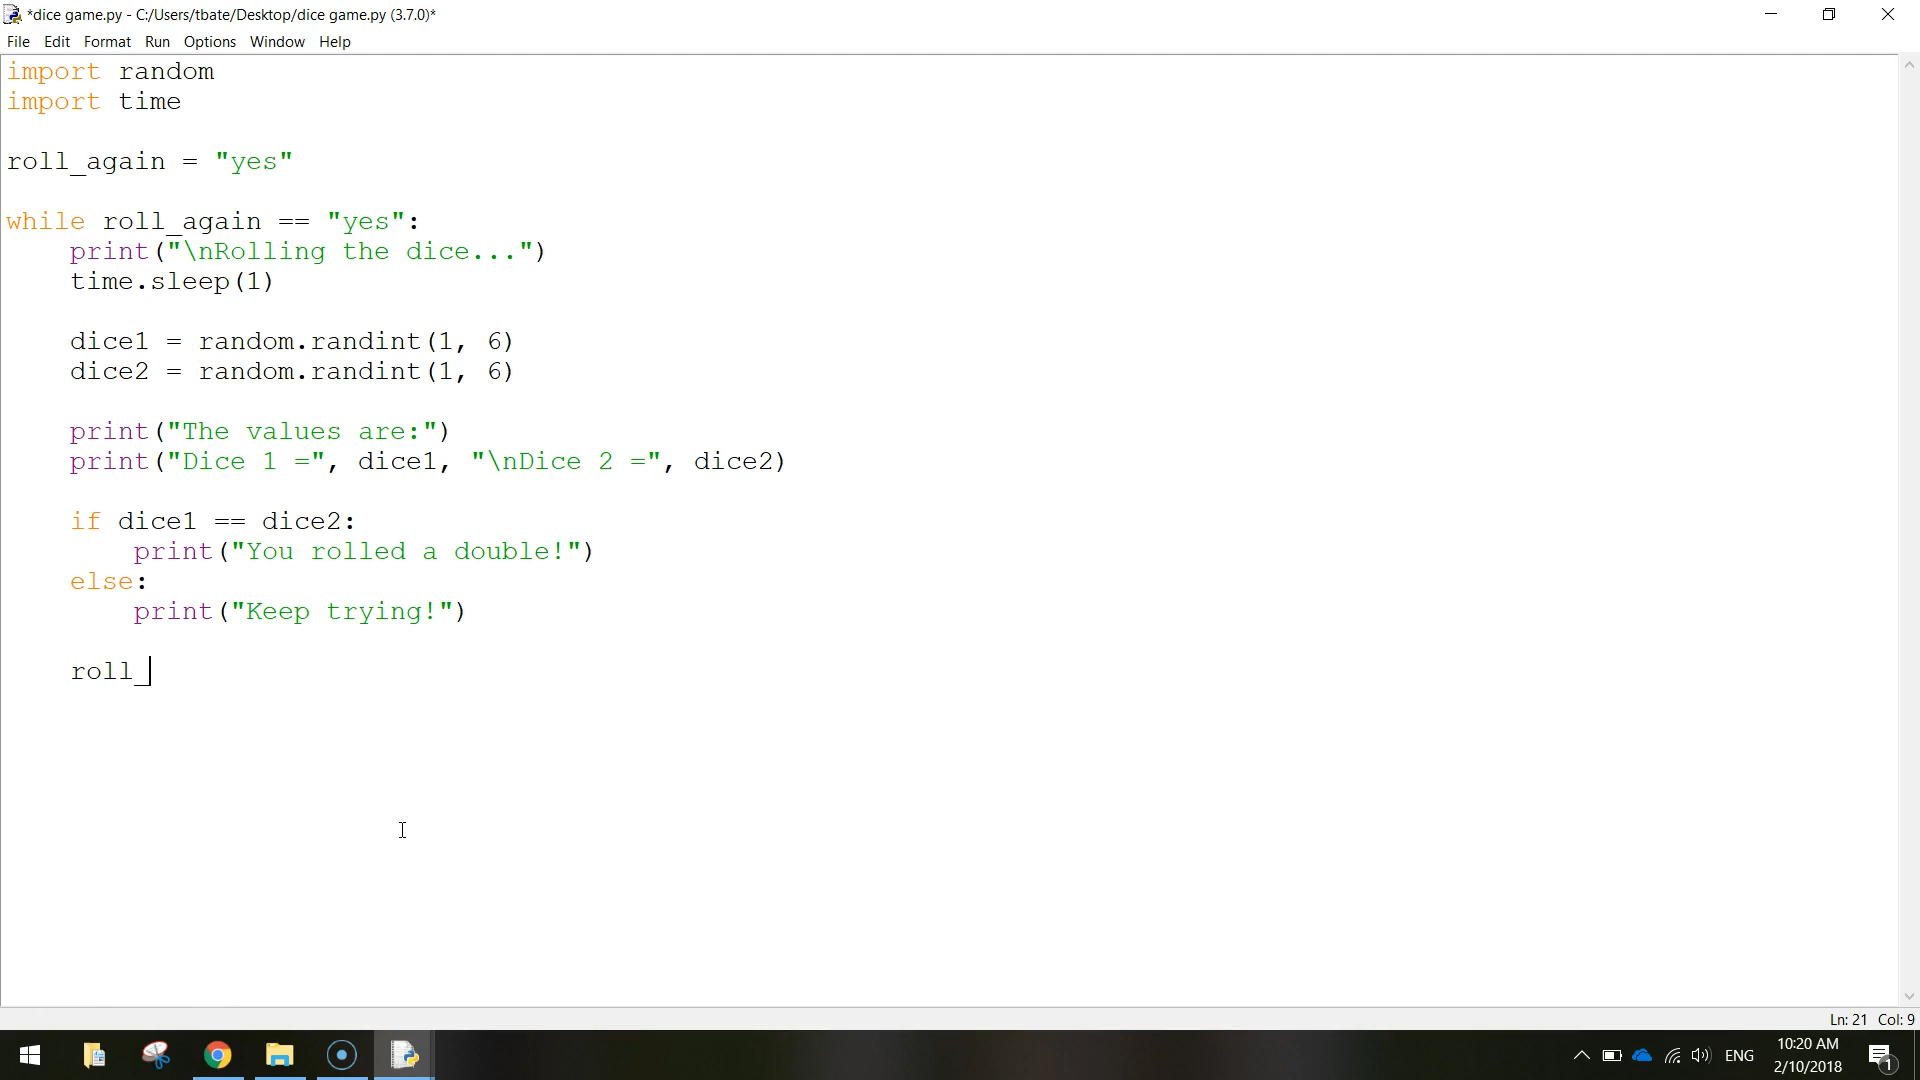 *dice game.py - C:/Users/tbate/Desktop/dice game.py (3.7.0)*
File Edit Format Run Options Window Help
import random
import time
roll_again = "yes"
while roll_again == "yes":
    print("\nRolling the dice...")
    time.sleep(1)
    dice1 = random.randint(1, 6)
    dice2 = random.randint(1, 6)
    print("The values are:")
    print("Dice 1 =", dice1, "\nDice 2 =", dice2)
    if dice1 == dice2:
        print("You rolled a double!")
    else:
        print("Keep trying!")
    roll_
Ln: 21 Col: 9
ENG
10:20 AM
2/10/2018
1